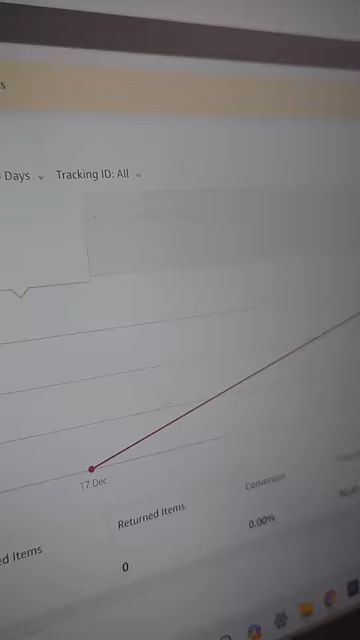 s
Days
Tracking ID: All
17 Dec
ed Items
Returned Items
Conversion
0
0.00%